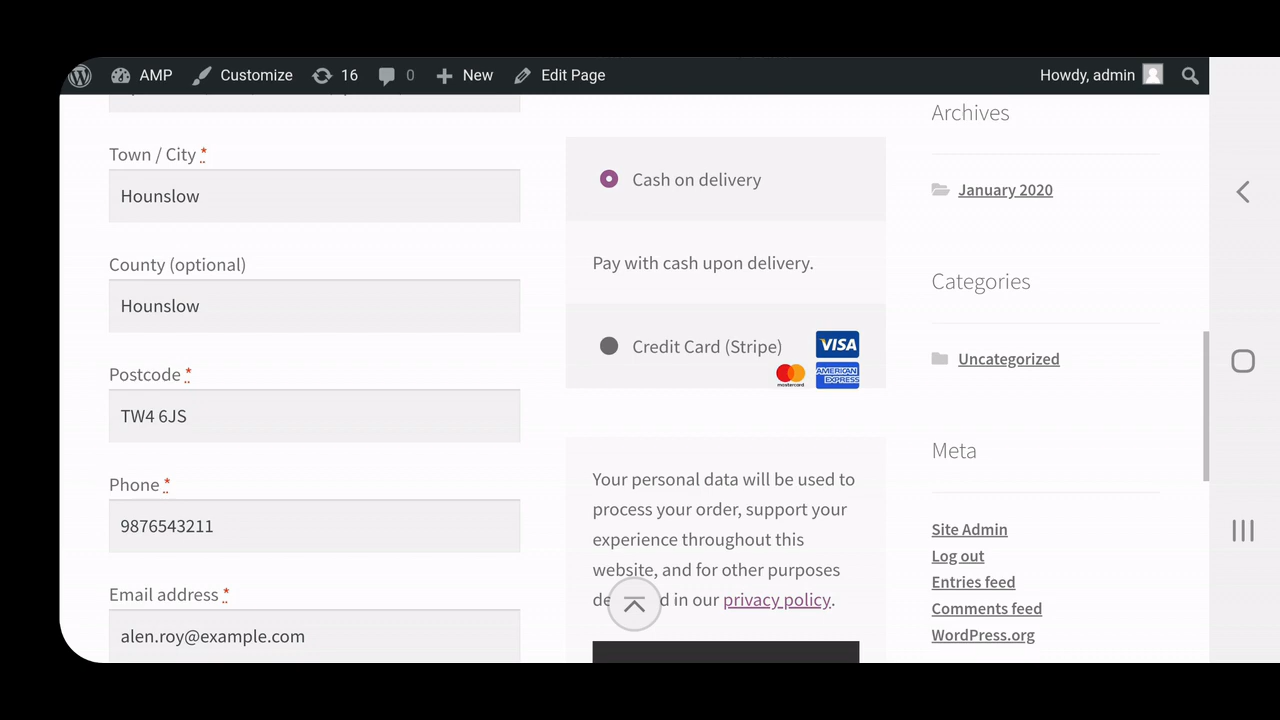 AMP Customize 16 0 New Edit Page Howdy, admin
Town / City *
Hounslow
County (optional)
Hounslow
Postcode *
TW4 6JS
Phone *
9876543211
Email address *
alen.roy@example.com
Cash on delivery
Pay with cash upon delivery.
Credit Card (Stripe) VISA
mastercard AMERICAN EXPRESS
Your personal data will be used to
process your order, support your
experience throughout this
website, and for other purposes
de d in our privacy policy.
Archives
January 2020
Categories
Uncategorized
Meta
Site Admin
Log out
Entries feed
Comments feed
WordPress.org